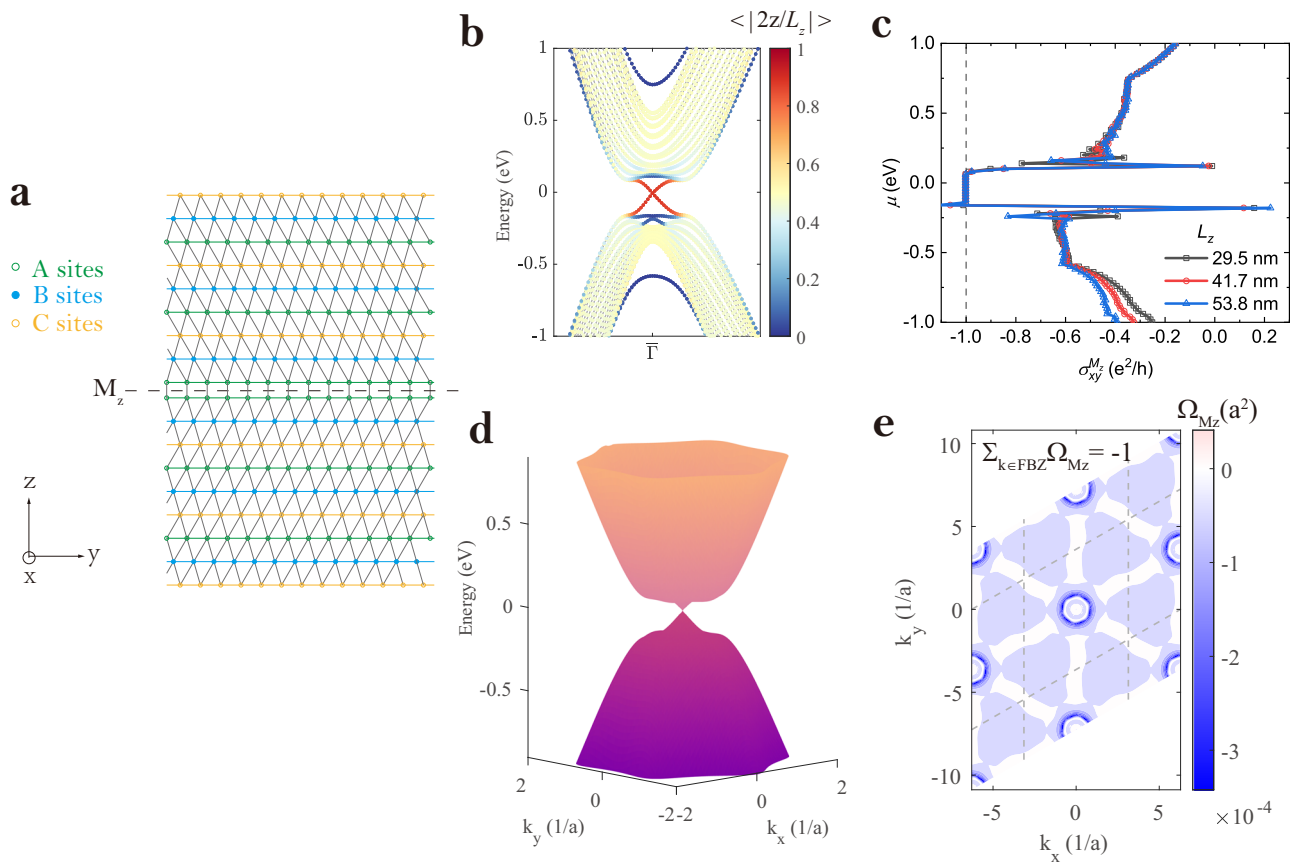 a
A sites
B sites
C sites
M_z
z
y
x
b
<|2z/L_z|>
Energy (eV)
1
0.5
0
-0.5
-1
Γ̿
1
0.8
0.6
0.4
0.2
0
c
μ (eV)
1.0
0.5
0.0
-0.5
-1.0
L_z
29.5 nm
41.7 nm
53.8 nm
-1.0
-0.8
-0.6
-0.4
-0.2
0.0
0.2
σ_xy^{M_z} (e²/h)
d
Energy (eV)
0.5
0
-0.5
2
0
-2
-2
0
2
k_y (1/a)
k_x (1/a)
e
Ω_Mz(a²)
Σ_{k∈FBZ}Ω_Mz = -1
k_y (1/a)
10
5
0
-5
-10
-5
0
5
k_x (1/a)
0
-1
-2
-3
×10⁻⁴